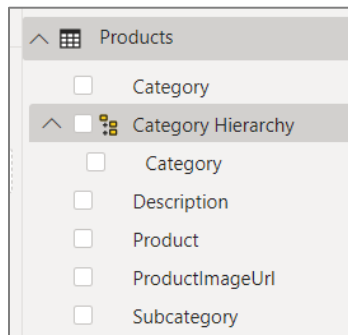 Products
Category
Category Hierarchy
Category
Description
Product
ProductImageUrl
Subcategory